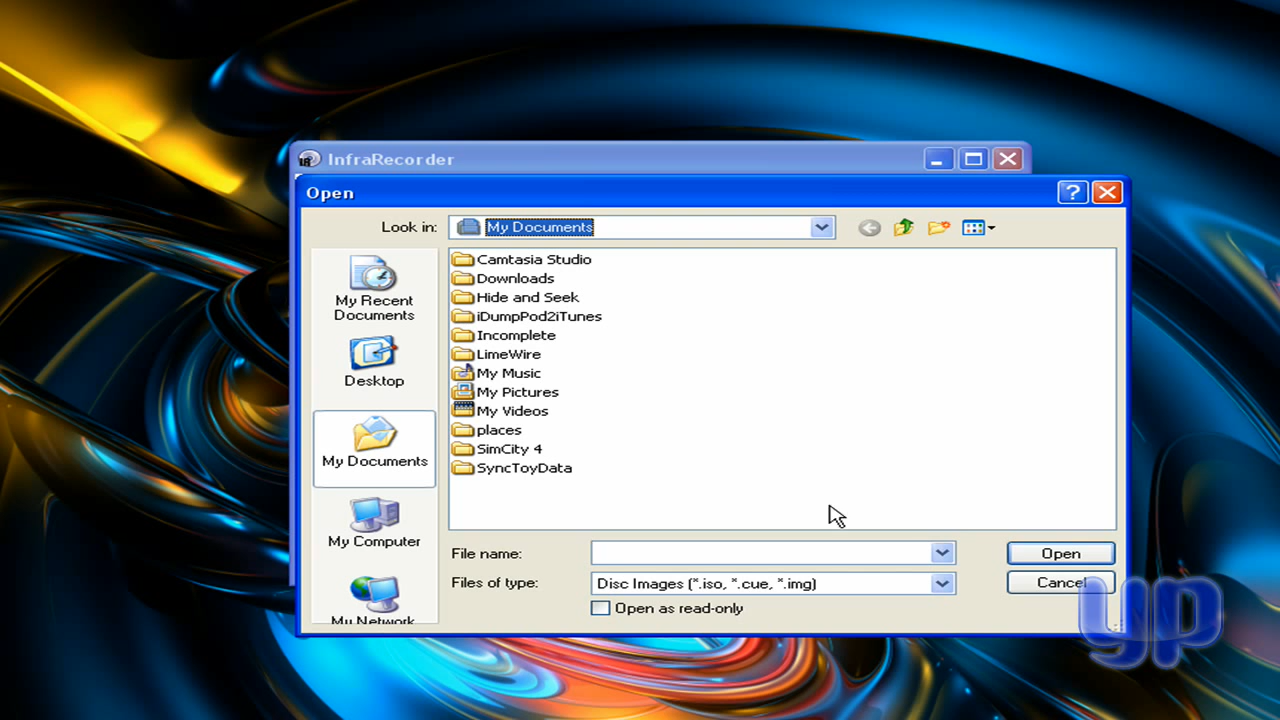 InfraRecorder
Open
Look in: My Documents
My Recent
Documents
Desktop
My Documents
My Computer
My Network
Camtasia Studio
Downloads
Hide and Seek
iDumpPod2iTunes
Incomplete
LimeWire
My Music
My Pictures
My Videos
places
SimCity 4
SyncToyData
File name:
Open
Files of type: Disc Images (*.iso, *.cue, *.img)
Cancel
Open as read-only
yp